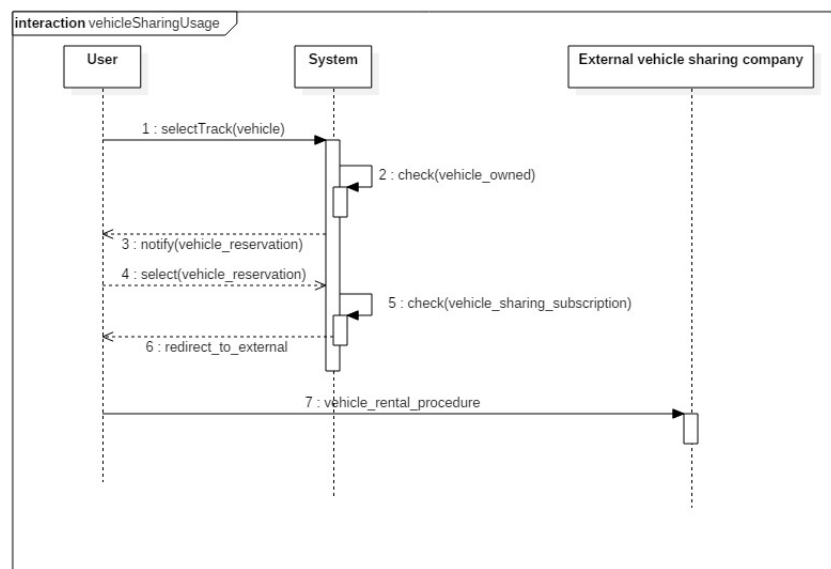 interaction vehicleSharingUsage
User
System
External vehicle sharing company
1 : selectTrack(vehicle)
2 : check(vehicle_owned)
3 : notify(vehicle_reservation)
4 : select(vehicle_reservation)
5 : check(vehicle_sharing_subscription)
6 : redirect_to_external
7 : vehicle_rental_procedure